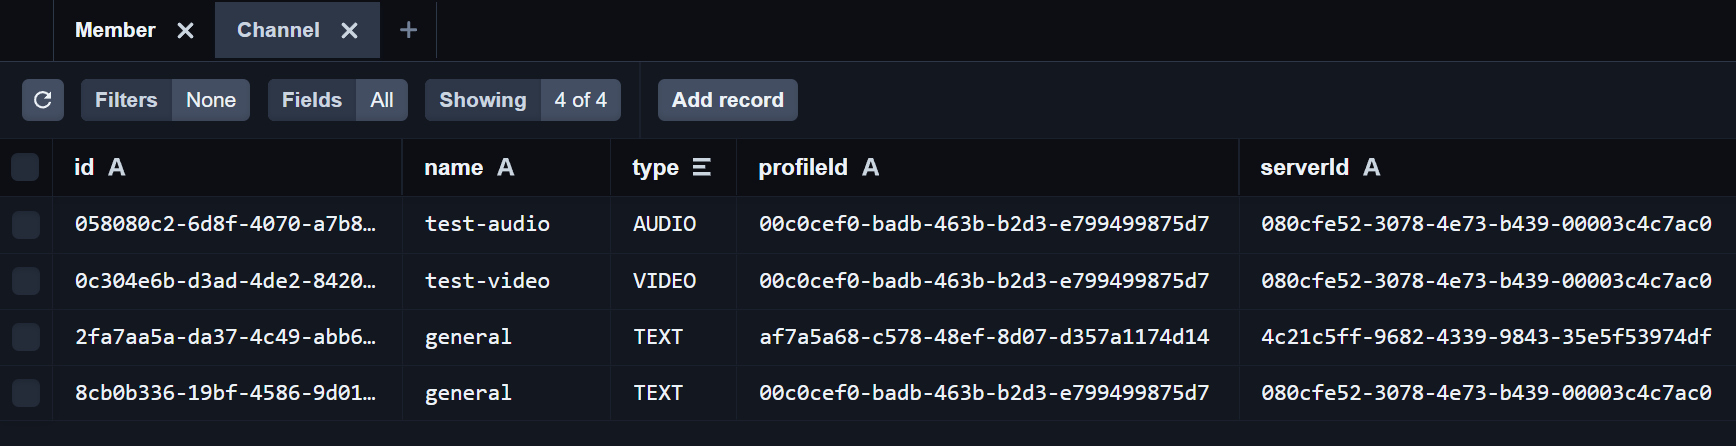 Member Channel
Filters None Fields All Showing 4 of 4 Add record
id A name A type profileId A serverId A
058080c2-6d8f-4070-a7b8… test-audio AUDIO 00c0cef0-badb-463b-b2d3-e799499875d7 080cfe52-3078-4e73-b439-00003c4c7ac0
0c304e6b-d3ad-4de2-8420… test-video VIDEO 00c0cef0-badb-463b-b2d3-e799499875d7 080cfe52-3078-4e73-b439-00003c4c7ac0
2fa7aa5a-da37-4c49-abb6… general TEXT af7a5a68-c578-48ef-8d07-d357a1174d14 4c21c5ff-9682-4339-9843-35e5f53974df
8cb0b336-19bf-4586-9d01… general TEXT 00c0cef0-badb-463b-b2d3-e799499875d7 080cfe52-3078-4e73-b439-00003c4c7ac0